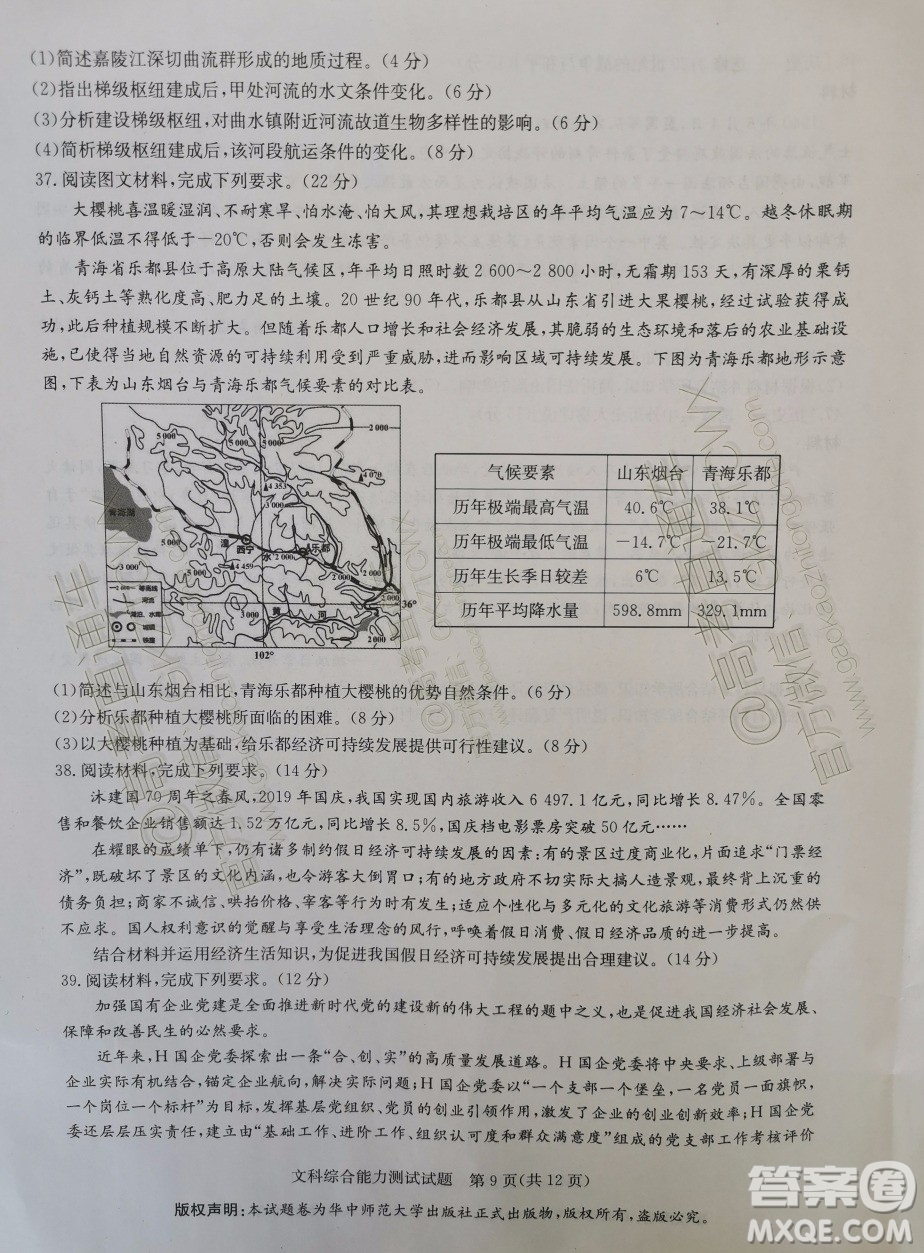 (1)简述嘉陵江深切曲流群形成的地质过程。(4分)
(2)指出梯级枢纽建成后,甲处河流的水文条件变化。(6分)
(3)分析建设梯级枢纽,对曲水镇附近河流故道生物多样性的影响。(6分)
(4)简析梯级枢纽建成后,该河段航运条件的变化。(8分)
37.阅读图文材料,完成下列要求。(22分)
大樱桃喜温暖湿润、不耐寒旱、怕水淹、怕大风,其理想栽培区的年平均气温应为7~14℃。越冬休眠期
的临界低温不得低于-20℃,否则会发生冻害。
青海省乐都县位于高原大陆气候区,年平均日照时数2 600~2 800小时,无霜期153天,有深厚的栗钙
土、灰钙土等熟化度高、肥力足的土壤。20世纪90年代,乐都县从山东省引进大果樱桃,经过试验获得成
功,此后种植规模不断扩大。但随着乐都人口增长和社会经济发展,其脆弱的生态环境和落后的农业基础设
施,已使得当地自然资源的可持续利用受到严重威胁,进而影响区域可持续发展。下图为青海乐都地形示意
图,下表为山东烟台与青海乐都气候要素的对比表。
5 000
5 000
5 000
2 000
4 070
4 353
3 000
青海湖
湟
西宁
水
2 000
乐都
4 459
3 000
等高线
河流
湖泊、水库
城镇
铁路
黄
河
2 000
2 000
36°
102°
气候要素 山东烟台 青海乐都
历年极端最高气温 40.6℃ 38.1℃
历年极端最低气温 -14.7℃ -21.7℃
历年生长季日较差 6℃ 13.5℃
历年平均降水量 598.8mm 329.1mm
(1)简述与山东烟台相比,青海乐都种植大樱桃的优势自然条件。(6分)
(2)分析乐都种植大樱桃所面临的困难。(8分)
(3)以大樱桃种植为基础,给乐都经济可持续发展提供可行性建议。(8分)
38.阅读材料,完成下列要求。(14分)
沐建国70周年之春风,2019年国庆,我国实现国内旅游收入6 497.1亿元,同比增长8.47%。全国零
售和餐饮企业销售额达1.52万亿元,同比增长8.5%,国庆档电影票房突破50亿元……
在耀眼的成绩单下,仍有诸多制约假日经济可持续发展的因素:有的景区过度商业化,片面追求“门票经
济”,既破坏了景区的文化内涵,也让游客大倒胃口;有的地方政府不切实际大搞人造景观,最终背上沉重的
债务负担;商家不诚信、哄抬价格等行为时有发生;适应个性化与多元化的文化旅游等精神文化消费仍然供
不应求。国人权利意识的觉醒与享受生活理念的风行,呼唤着假日消费、假日经济品质的进一步提高。
结合材料并运用经济生活知识,为促进我国假日经济可持续发展提出合理建议。(14分)
39.阅读材料,完成下列要求。(12分)
加强国有企业党建是全面推进新时代党的建设新的伟大工程的题中之义,也是促进我国经济社会发展、
保障和改善民生的必然要求。
近年来,H国企党委探索出一条“合、创、实”的高质量发展道路。H国企党委将中央要求、上级部署与
企业实际有机结合,锚定企业航向,解决实际问题;H国企党委以“一个支部一个堡垒,一名党员一面旗帜,
一个岗位一个标杆”为目标,发挥基层党组织、党员的创业引领作用,激发了企业的创业创新效率;H国企党
委还层层压实责任,建立由“基础工作、进阶工作、组织认可度和群众满意度”组成的党支部工作考核评价
文科综合能力测试试题 第9页(共12页)
版权声明:本试题卷为华中师范大学出版社正式出版物,版权所有,盗版必究。
答案圈
MXQE.COM